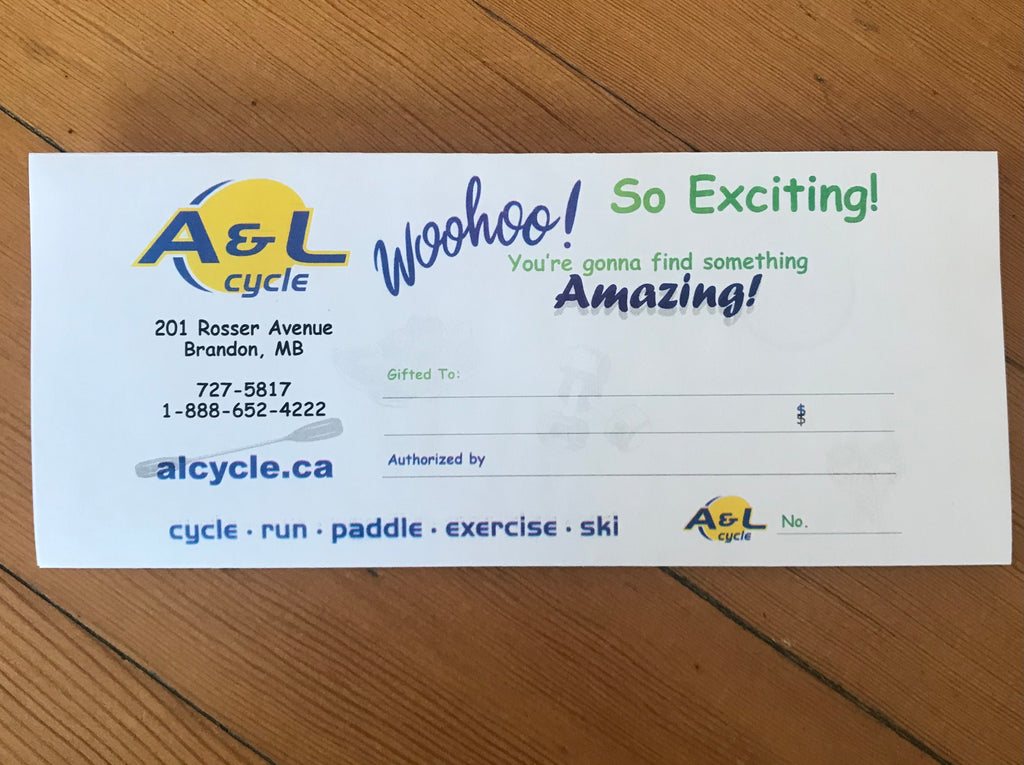 A & L
cycle
201 Rosser Avenue
Brandon, MB
727-5817
1-888-652-4222
alcycle.ca
Woohoo!
So Exciting!
You're gonna find something
Amazing!
Gifted To:
$
Authorized by
cycle · run · paddle · exercise · ski
A & L
cycle
No.